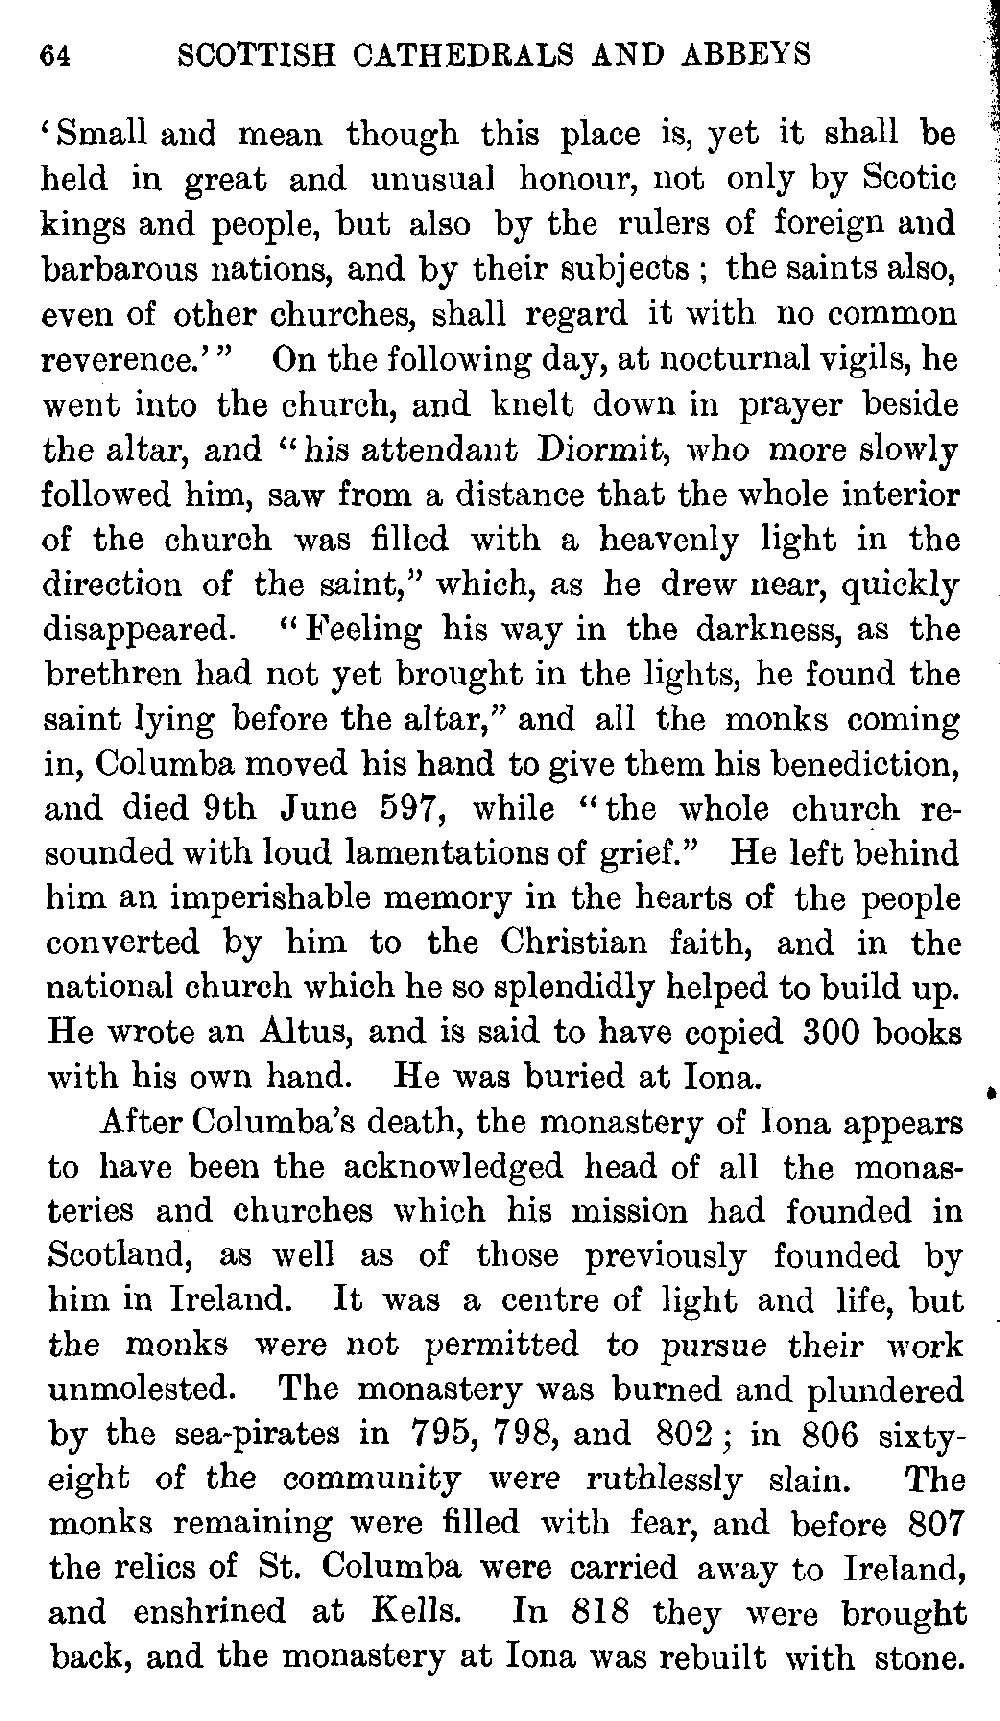 64 SCOTTISH CATHEDRALS AND ABBEYS
‘Small and mean though this place is, yet it shall be
held in great and unusual honour, not only by Scotic
kings and people, but also by the rulers of foreign and
barbarous nations, and by their subjects; the saints also,
even of other churches, shall regard it with no common
reverence.’” On the following day, at nocturnal vigils, he
went into the church, and knelt down in prayer beside
the altar, and “his attendant Diormit, who more slowly
followed him, saw from a distance that the whole interior
of the church was filled with a heavenly light in the
direction of the saint,” which, as he drew near, quickly
disappeared. “Feeling his way in the darkness, as the
brethren had not yet brought in the lights, he found the
saint lying before the altar,” and all the monks coming
in, Columba moved his hand to give them his benediction,
and died 9th June 597, while “the whole church re-
sounded with loud lamentations of grief.” He left behind
him an imperishable memory in the hearts of the people
converted by him to the Christian faith, and in the
national church which he so splendidly helped to build up.
He wrote an Altus, and is said to have copied 300 books
with his own hand. He was buried at Iona.
After Columba’s death, the monastery of Iona appears
to have been the acknowledged head of all the monas-
teries and churches which his mission had founded in
Scotland, as well as of those previously founded by
him in Ireland. It was a centre of light and life, but
the monks were not permitted to pursue their work
unmolested. The monastery was burned and plundered
by the sea-pirates in 795, 798, and 802; in 806 sixty-
eight of the community were ruthlessly slain. The
monks remaining were filled with fear, and before 807
the relics of St. Columba were carried away to Ireland,
and enshrined at Kells. In 818 they were brought
back, and the monastery at Iona was rebuilt with stone.